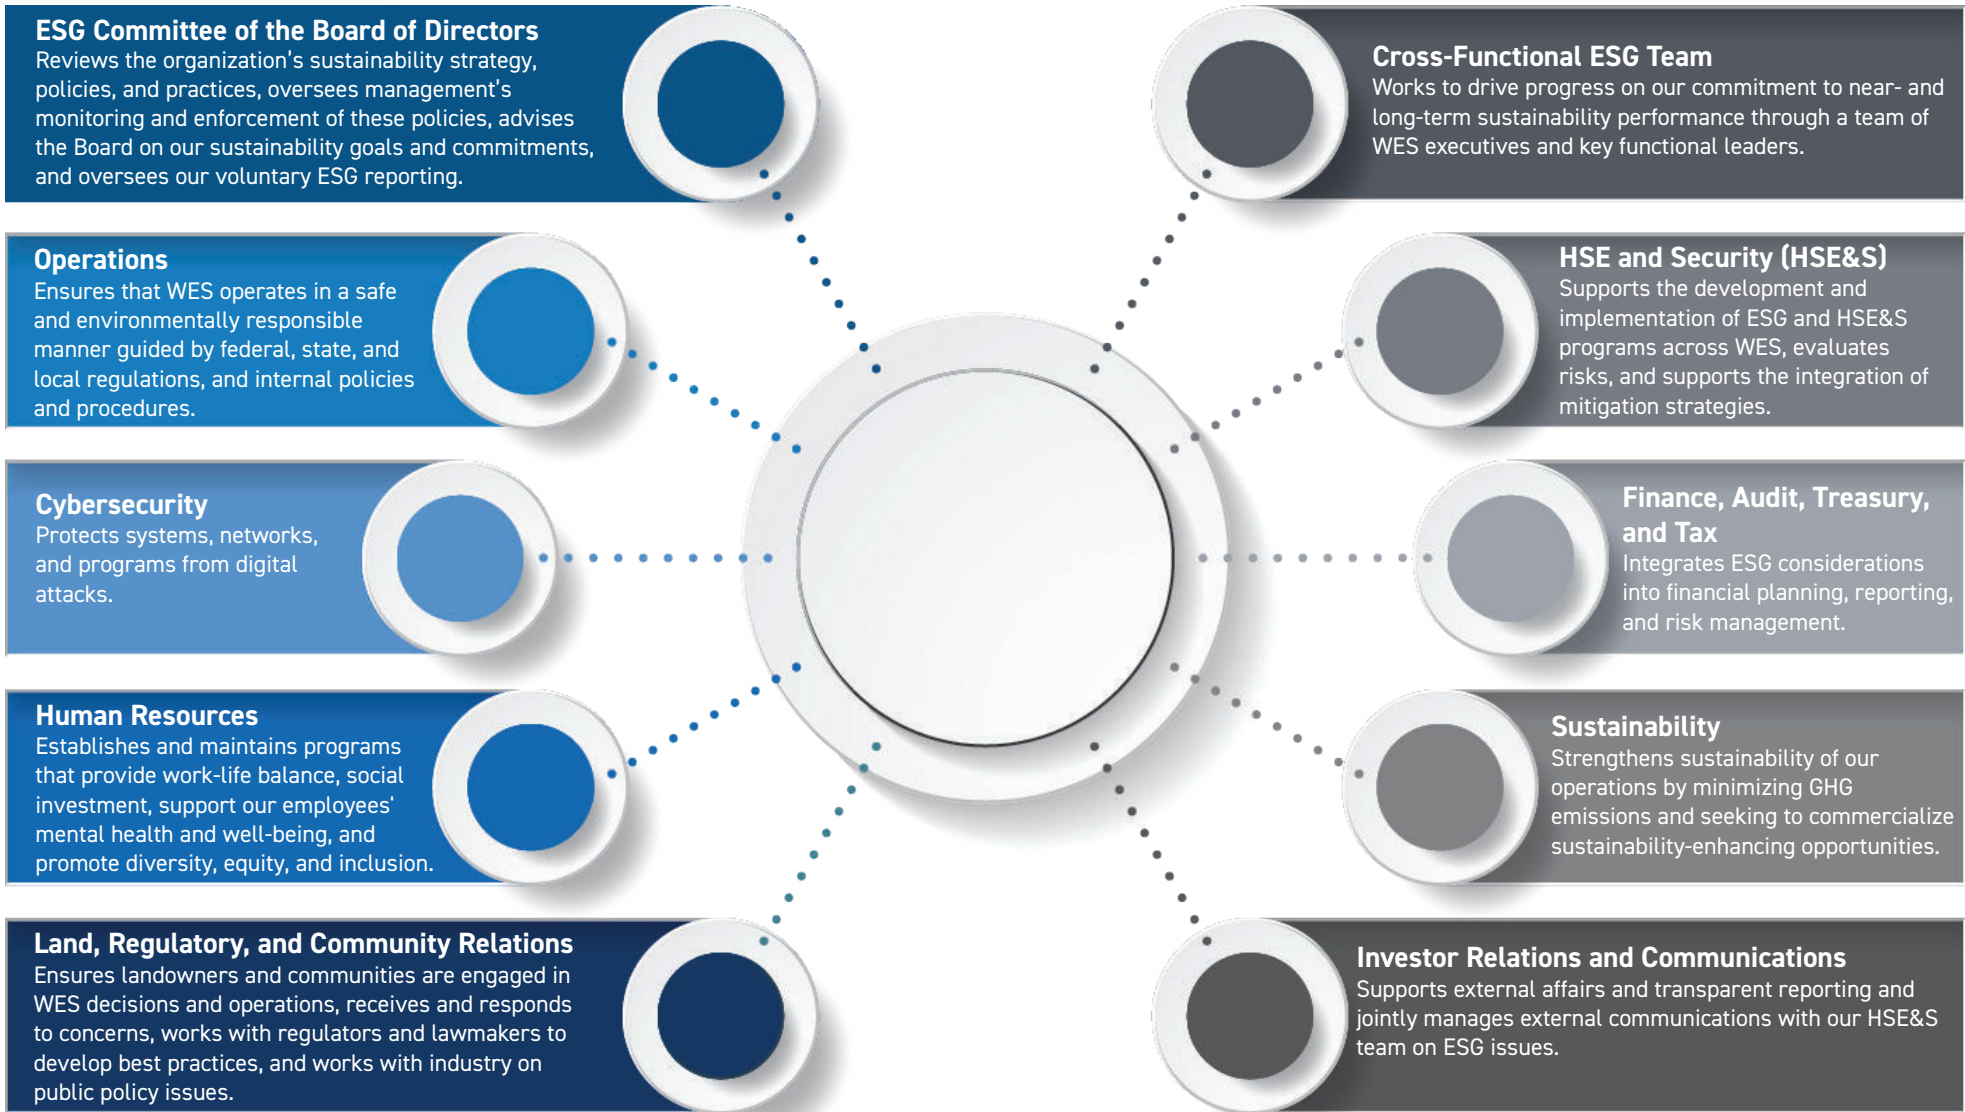 ESG Committee of the Board of Directors
Reviews the organization's sustainability strategy,
policies, and practices, oversees management's
monitoring and enforcement of these policies, advises
the Board on our sustainability goals and commitments,
and oversees our voluntary ESG reporting.
Operations
Ensures that WES operates in a safe
and environmentally responsible
manner guided by federal, state, and
local regulations, and internal policies
and procedures.
Cybersecurity
Protects systems, networks,
and programs from digital
attacks.
Human Resources
Establishes and maintains programs
that provide work-life balance, social
investment, support our employees'
mental health and well-being, and
promote diversity, equity, and inclusion.
Land, Regulatory, and Community Relations
Ensures landowners and communities are engaged in
WES decisions and operations, receives and responds
to concerns, works with regulators and lawmakers to
develop best practices, and works with industry on
public policy issues.
Cross-Functional ESG Team
Works to drive progress on our commitment to near- and
long-term sustainability performance through a team of
WES executives and key functional leaders.
HSE and Security (HSE&S)
Supports the development and
implementation of ESG and HSE&S
programs across WES, evaluates
risks, and supports the integration of
mitigation strategies.
Finance, Audit, Treasury,
and Tax
Integrates ESG considerations
into financial planning, reporting,
and risk management.
Sustainability
Strengthens sustainability of our
operations by minimizing GHG
emissions and seeking to commercialize
sustainability-enhancing opportunities.
Investor Relations and Communications
Supports external affairs and transparent reporting and
jointly manages external communications with our HSE&S
team on ESG issues.